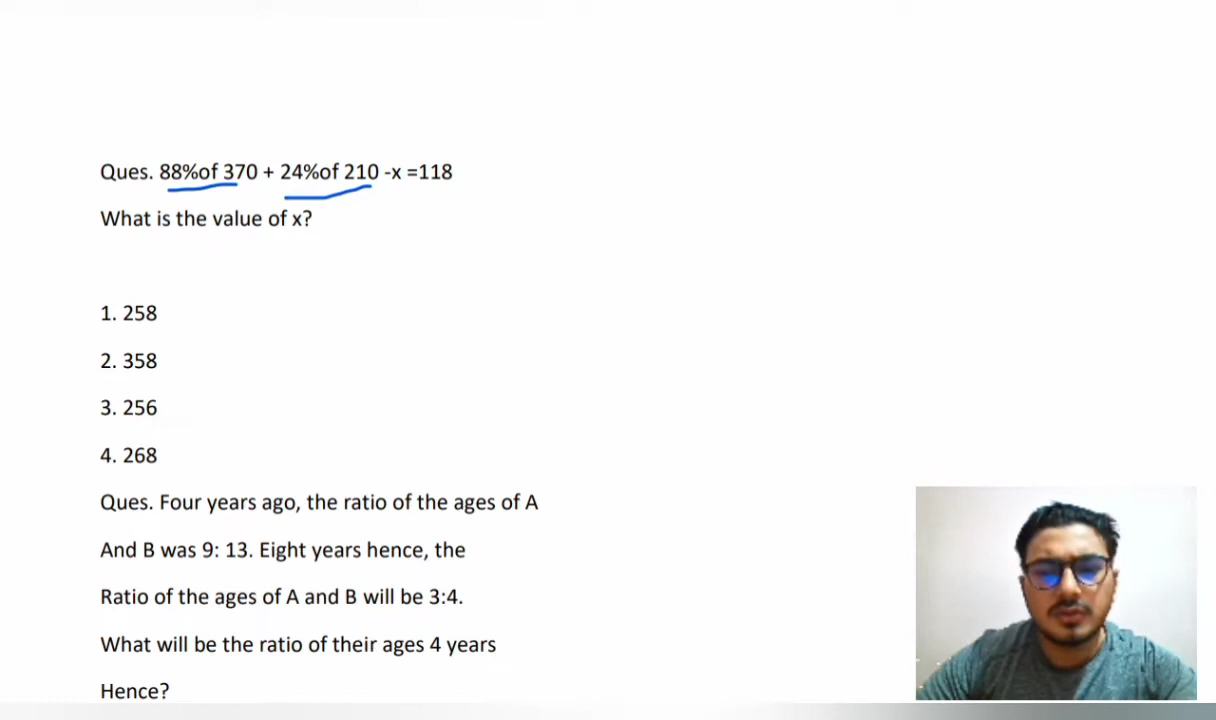 Ques. 88%of 370 + 24%of 210 -x =118
What is the value of x?
1. 258
2. 358
3. 256
4. 268
Ques. Four years ago, the ratio of the ages of A
And B was 9: 13. Eight years hence, the
Ratio of the ages of A and B will be 3:4.
What will be the ratio of their ages 4 years
Hence?